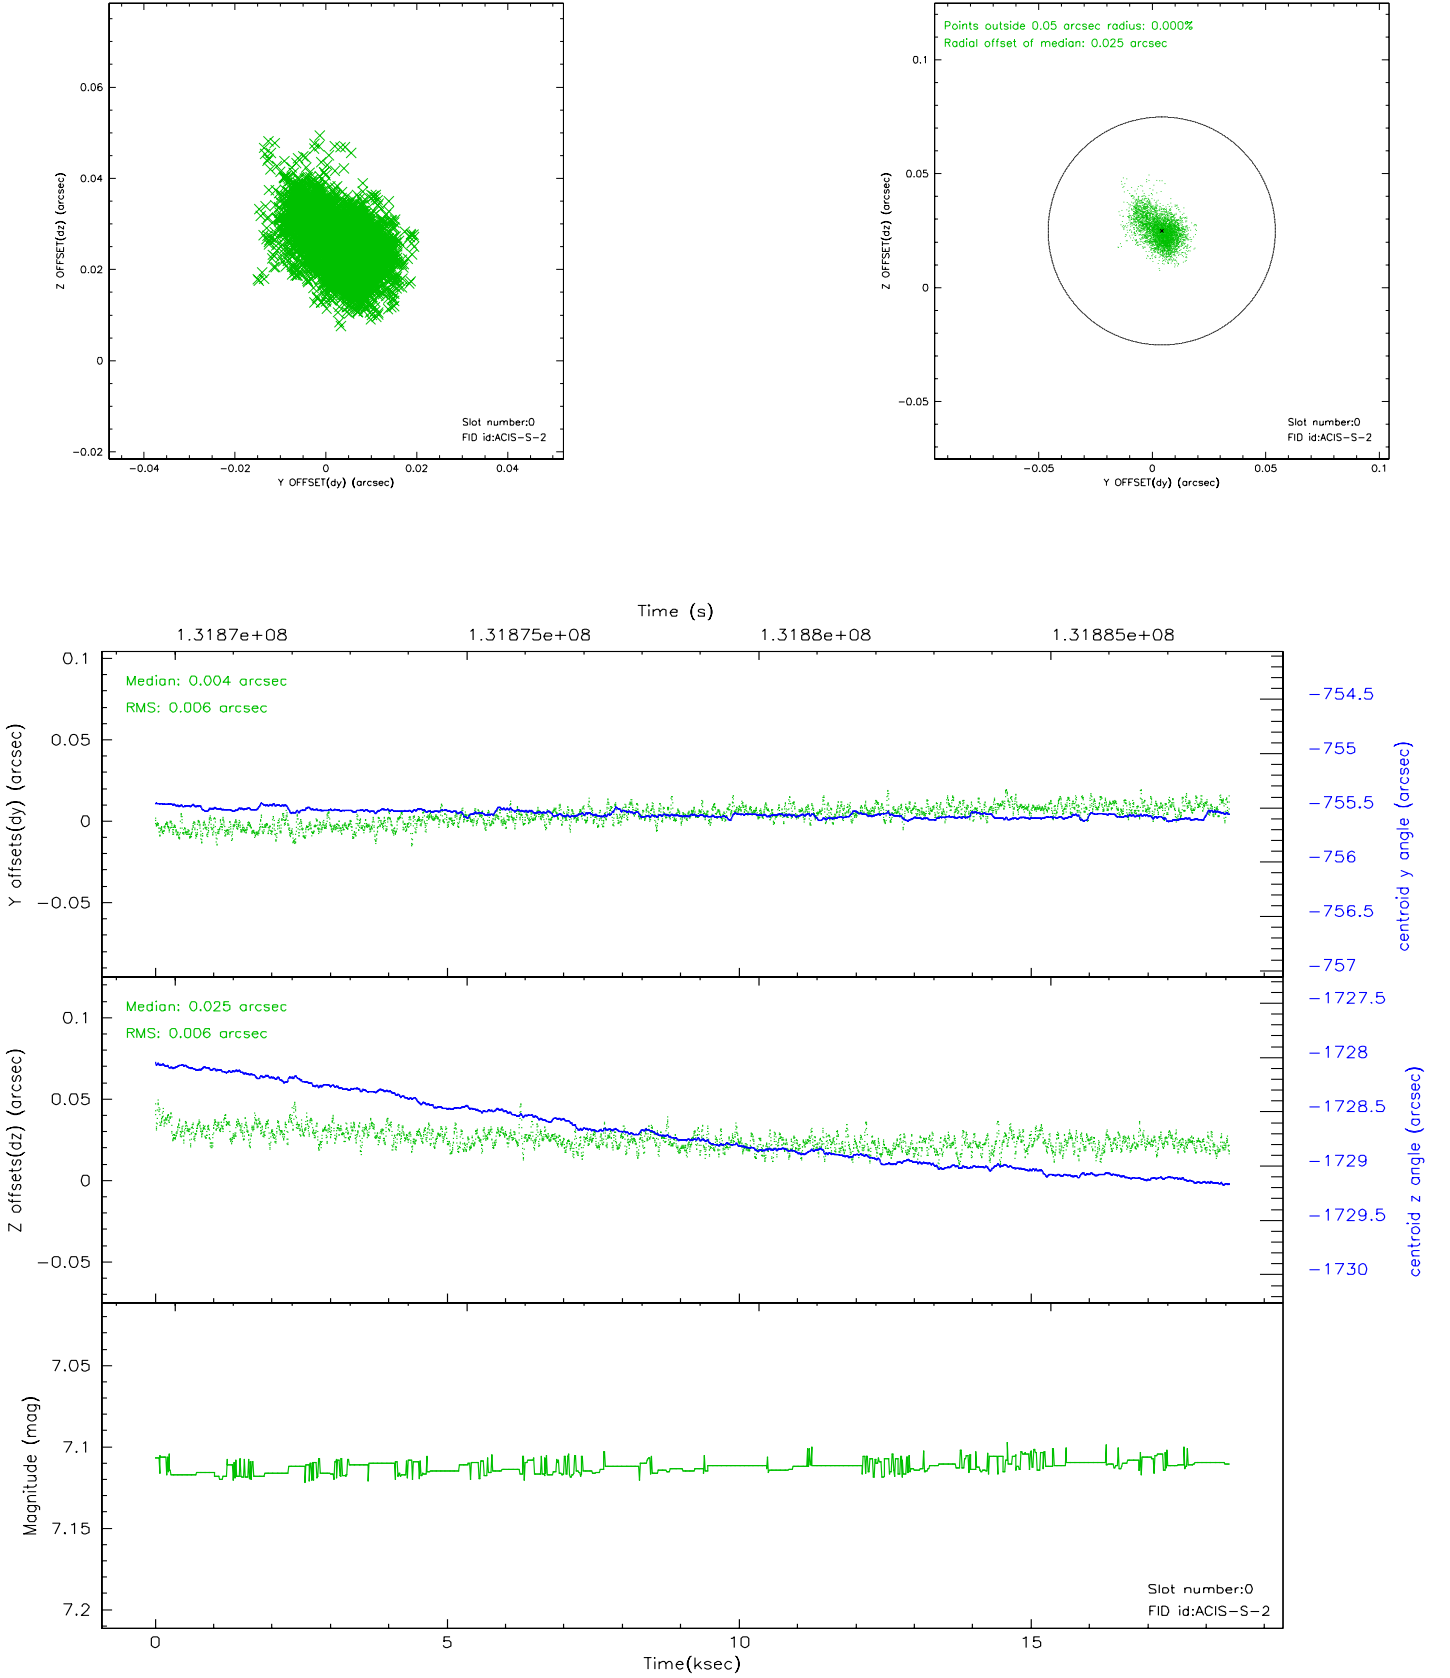 0.06
0.04
0.02
0
-0.02
-0.04
-0.02
0
0.02
0.04
Z OFFSET(dz) (arcsec)
Y OFFSET(dy) (arcsec)
Slot number:0
FID id:ACIS-S-2
Points outside 0.05 arcsec radius: 0.000%
Radial offset of median: 0.025 arcsec
0.1
0.05
0
-0.05
-0.05
0
0.05
0.1
Z OFFSET(dz) (arcsec)
Y OFFSET(dy) (arcsec)
Slot number:0
FID id:ACIS-S-2
Time (s)
1.3187e+08
1.31875e+08
1.3188e+08
1.31885e+08
Median: 0.004 arcsec
RMS: 0.006 arcsec
0.1
0.05
0
-0.05
Y offsets(dy) (arcsec)
-754.5
-755
-755.5
-756
-756.5
-757
centroid y angle (arcsec)
Median: 0.025 arcsec
RMS: 0.006 arcsec
0.1
0.05
0
-0.05
Z offsets(dz) (arcsec)
-1727.5
-1728
-1728.5
-1729
-1729.5
-1730
centroid z angle (arcsec)
7.05
7.1
7.15
7.2
Magnitude (mag)
Slot number:0
FID id:ACIS-S-2
0
5
10
15
Time(ksec)